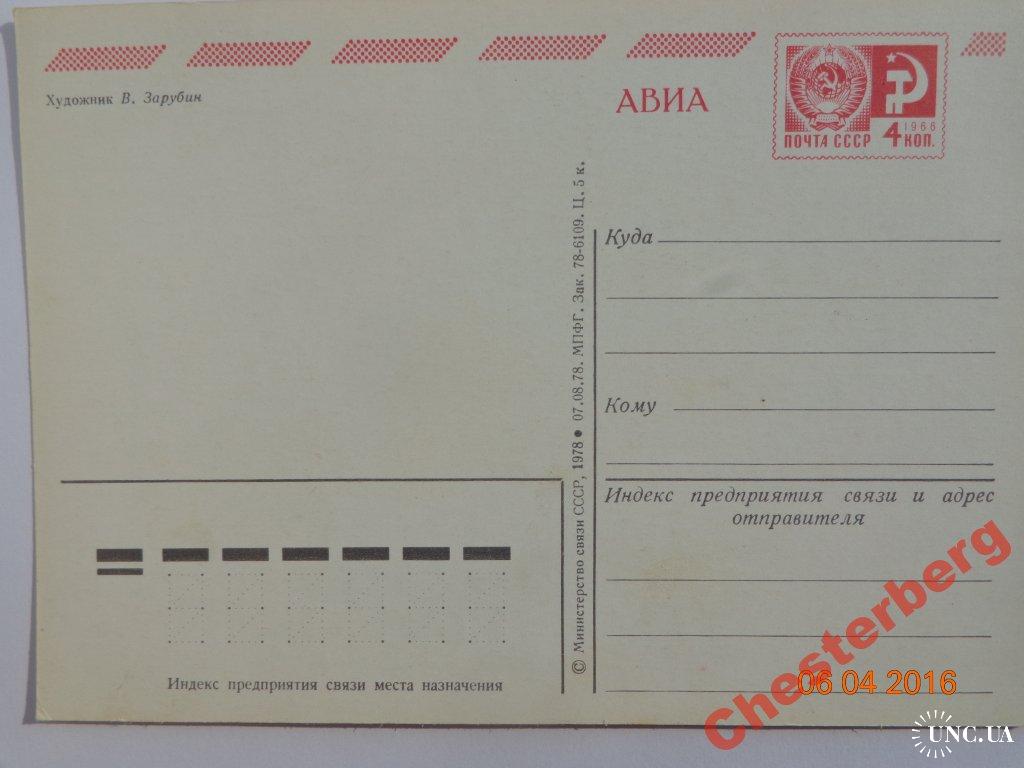 Художник В. Зарубин
АВИА
1966
ПОЧТА СССР 4 КОП.
Куда
Кому
Индекс предприятия связи и адрес
отправителя
© Министерство связи СССР, 1978 ● 07.08.78. МПФГ. Зак. 78-6109. Ц. 5 к.
Индекс предприятия связи места назначения
Chesterberg
06 04 2016
UNC.UA